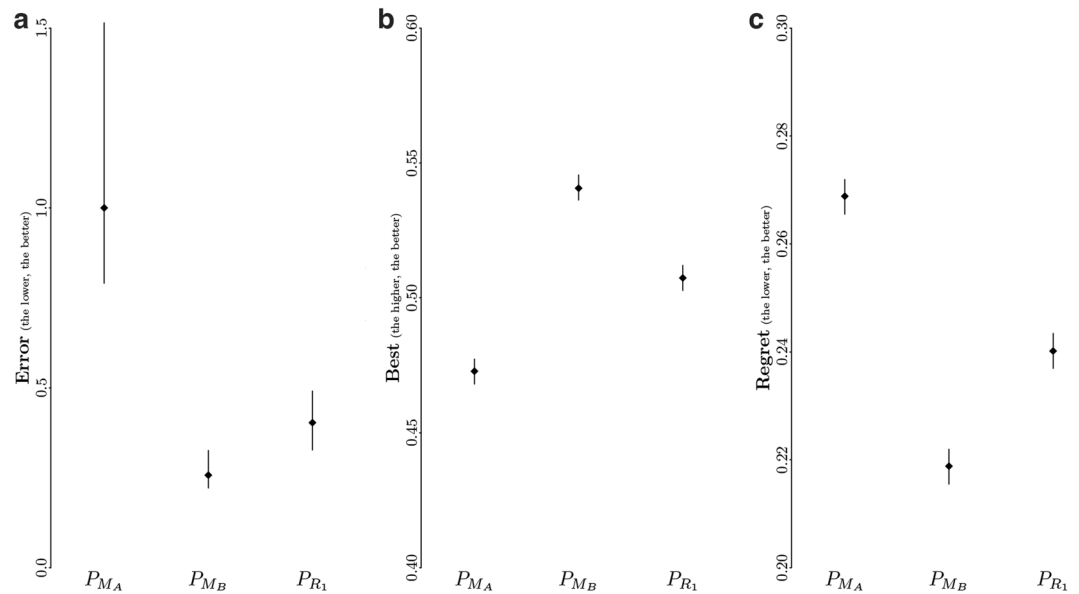 a
Error (the lower, the better)
1.5
1.0
0.5
0.0
P_{M_A} P_{M_B} P_{R_1}
b
Best (the higher, the better)
0.60
0.55
0.50
0.45
0.40
P_{M_A} P_{M_B} P_{R_1}
c
Regret (the lower, the better)
0.30
0.28
0.26
0.24
0.22
0.20
P_{M_A} P_{M_B} P_{R_1}